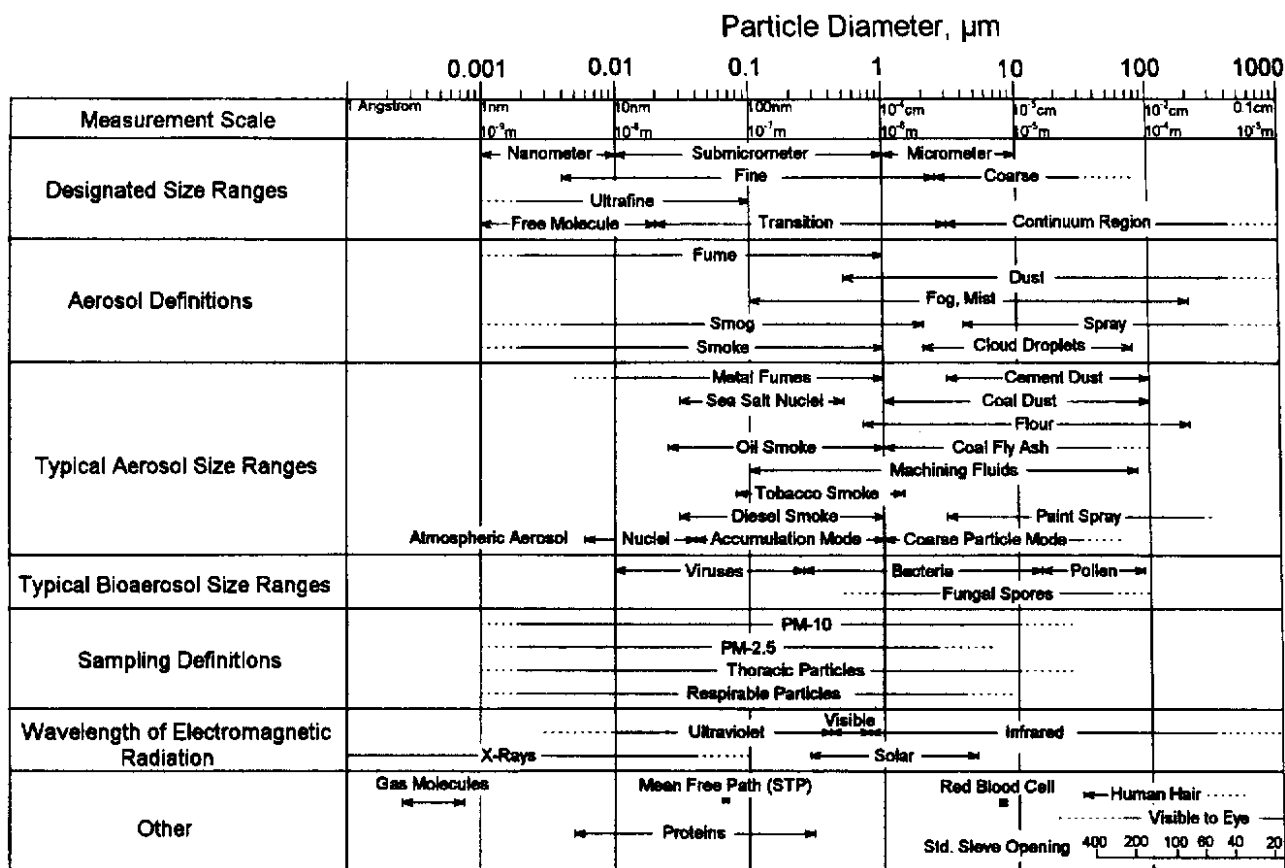 Particle Diameter, µm
0.001 0.01 0.1 1 10 100 1000
Measurement Scale
1 Angstrom 1nm 10nm 100nm 10⁻⁴cm 10⁻³cm 10⁻²cm 0.1cm
10⁻⁹m 10⁻⁸m 10⁻⁷m 10⁻⁶m 10⁻⁵m 10⁻⁴m 10⁻³m
Designated Size Ranges
Nanometer Submicrometer Micrometer
Fine Coarse
Ultrafine
Free Molecule Transition Continuum Region
Aerosol Definitions
Fume
Dust
Fog, Mist
Smog Spray
Smoke Cloud Droplets
Typical Aerosol Size Ranges
Metal Fumes Cement Dust
Sea Salt Nuclei Coal Dust
Flour
Oil Smoke Coal Fly Ash
Machining Fluids
Tobacco Smoke
Diesel Smoke Paint Spray
Atmospheric Aerosol Nuclei Accumulation Mode Coarse Particle Mode
Typical Bioaerosol Size Ranges
Viruses Bacteria Pollen
Fungal Spores
Sampling Definitions
PM-10
PM-2.5
Thoracic Particles
Respirable Particles
Wavelength of Electromagnetic
Radiation
Visible
Ultraviolet Infrared
X-Rays Solar
Other
Gas Molecules Mean Free Path (STP) Red Blood Cell
Human Hair
Visible to Eye
Proteins
Std. Sieve Opening 400 200 100 60 40 20